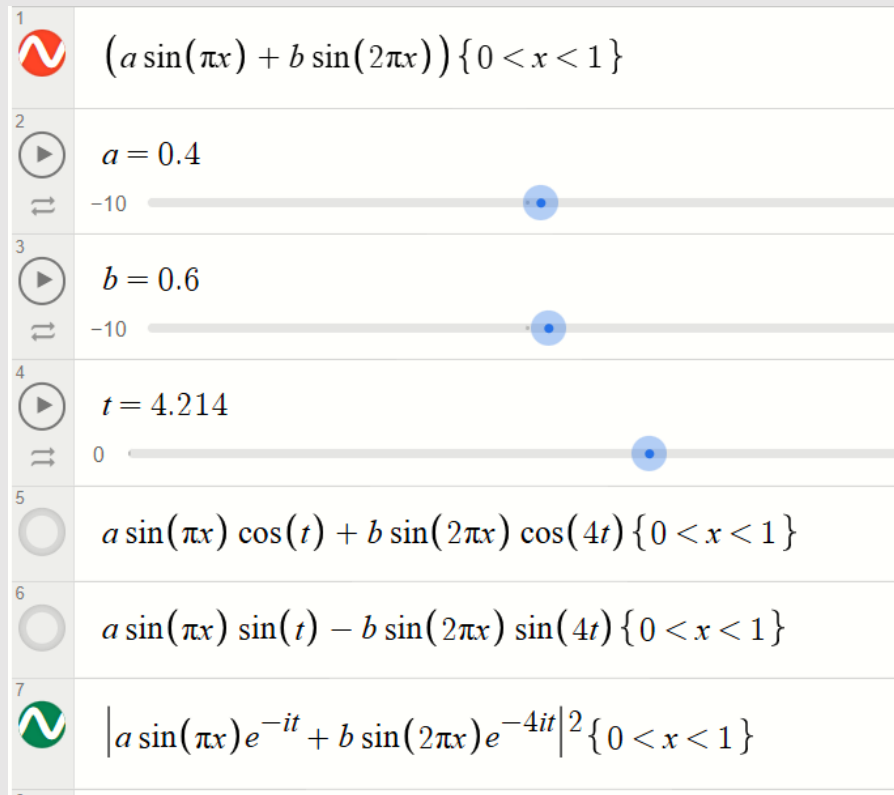 1
(a sin(πx) + b sin(2πx)){0 < x < 1}
2
a = 0.4
−10
3
b = 0.6
−10
4
t = 4.214
0
5
a sin(πx) cos(t) + b sin(2πx) cos(4t){0 < x < 1}
6
a sin(πx) sin(t) − b sin(2πx) sin(4t){0 < x < 1}
7
|a sin(πx)e^{−it} + b sin(2πx)e^{−4it}|²{0 < x < 1}